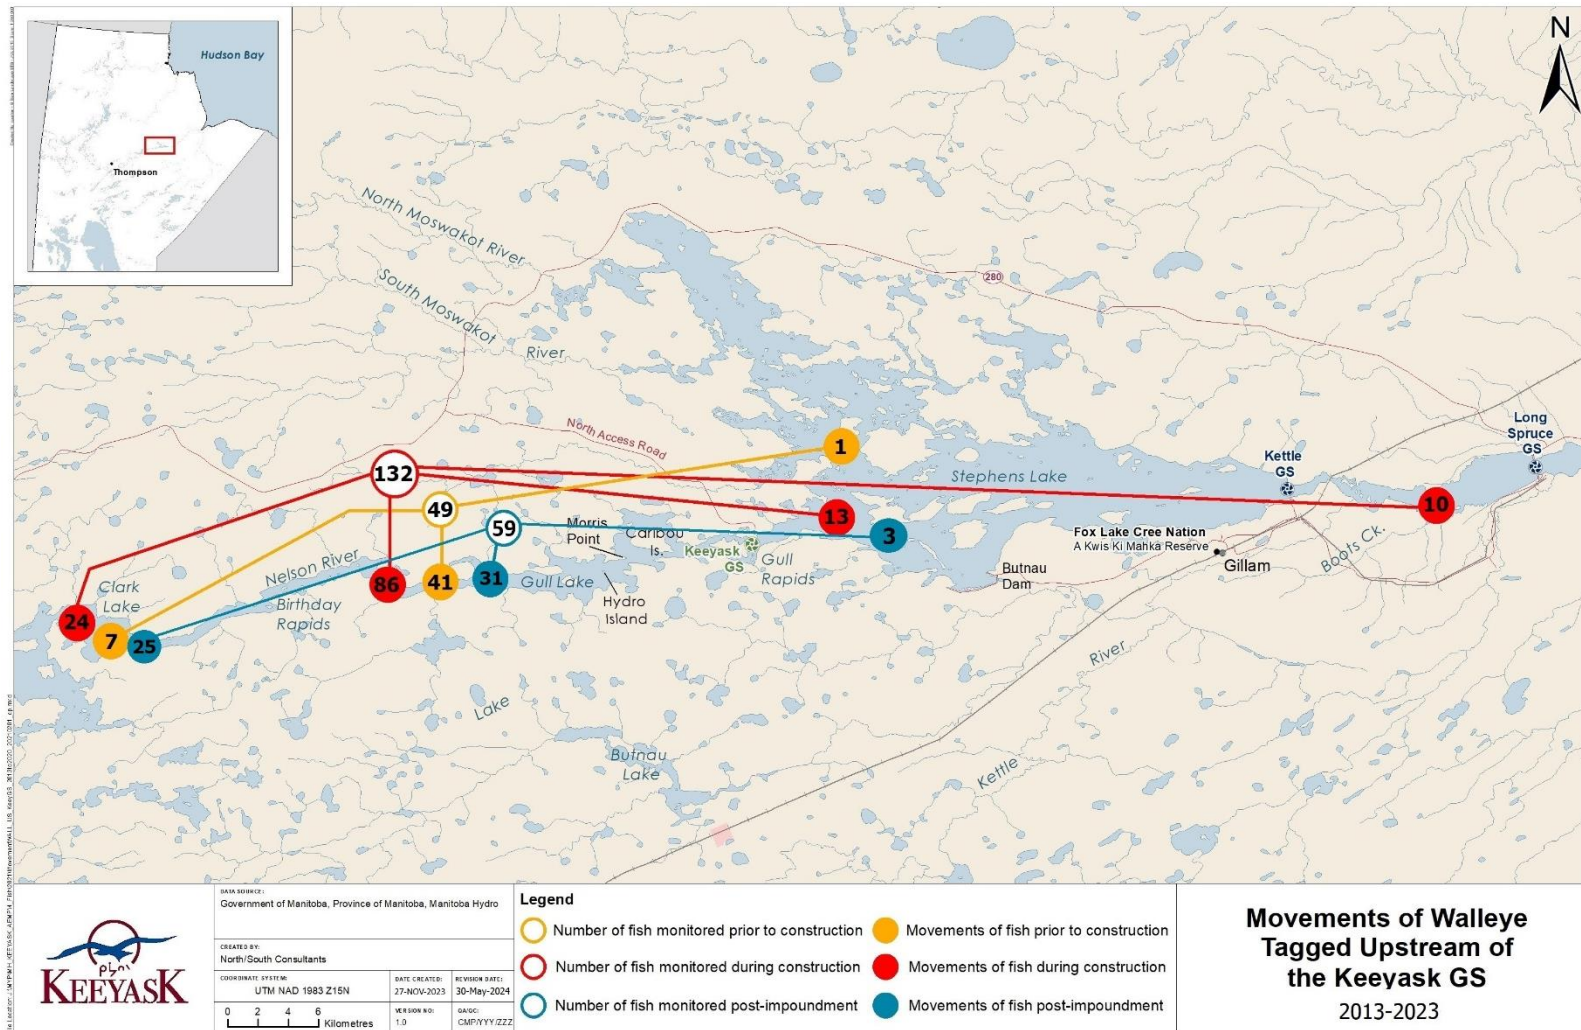 Hudson Bay
Thompson
N
North Moswakot River
South Moswakot
River
280
North Access Road
1
132
49
59
13
3
10
86
41
31
24
7
25
Stephens Lake
Kettle
GS
Long
Spruce
GS
Morris
Point
Caribou
Is.
Keeyask
GS
Gull
Rapids
Fox Lake Cree Nation
A Kwis Ki Mahka Reserve
Gillam
Boots Ck.
Butnau
Dam
Nelson River
Clark
Lake
Birthday
Rapids
Gull Lake
Hydro
Island
River
Kettle
Lake
Butnau
Lake
KEEYASK
DATA SOURCE:
Government of Manitoba, Province of Manitoba, Manitoba Hydro
CREATED BY:
North/South Consultants
COORDINATE SYSTEM:
UTM NAD 1983 Z15N
DATE CREATED:
27-NOV-2023
REVISION DATE:
30-May-2024
0 2 4 6
Kilometres
VERSION NO:
1.0
QA/QC:
CMP/YYY/ZZZ
Legend
Number of fish monitored prior to construction
Number of fish monitored during construction
Number of fish monitored post-impoundment
Movements of fish prior to construction
Movements of fish during construction
Movements of fish post-impoundment
Movements of Walleye
Tagged Upstream of
the Keeyask GS
2013-2023